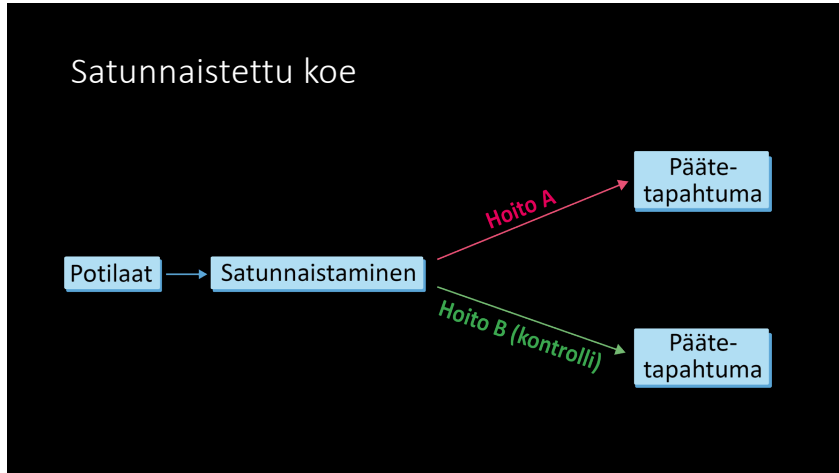 Satunnaistettu koe
Pääte-
tapahtuma
Hoito A
Potilaat
Satunnaistaminen
Hoito B (kontrolli)
Pääte-
tapahtuma